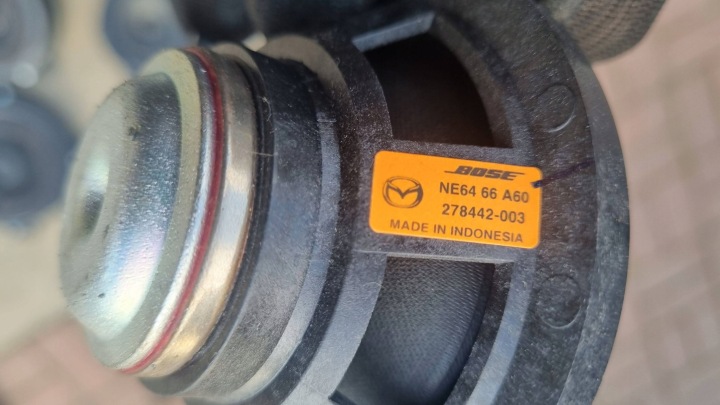 BOSE
NE64 66 A60
278442-003
MADE IN INDONESIA